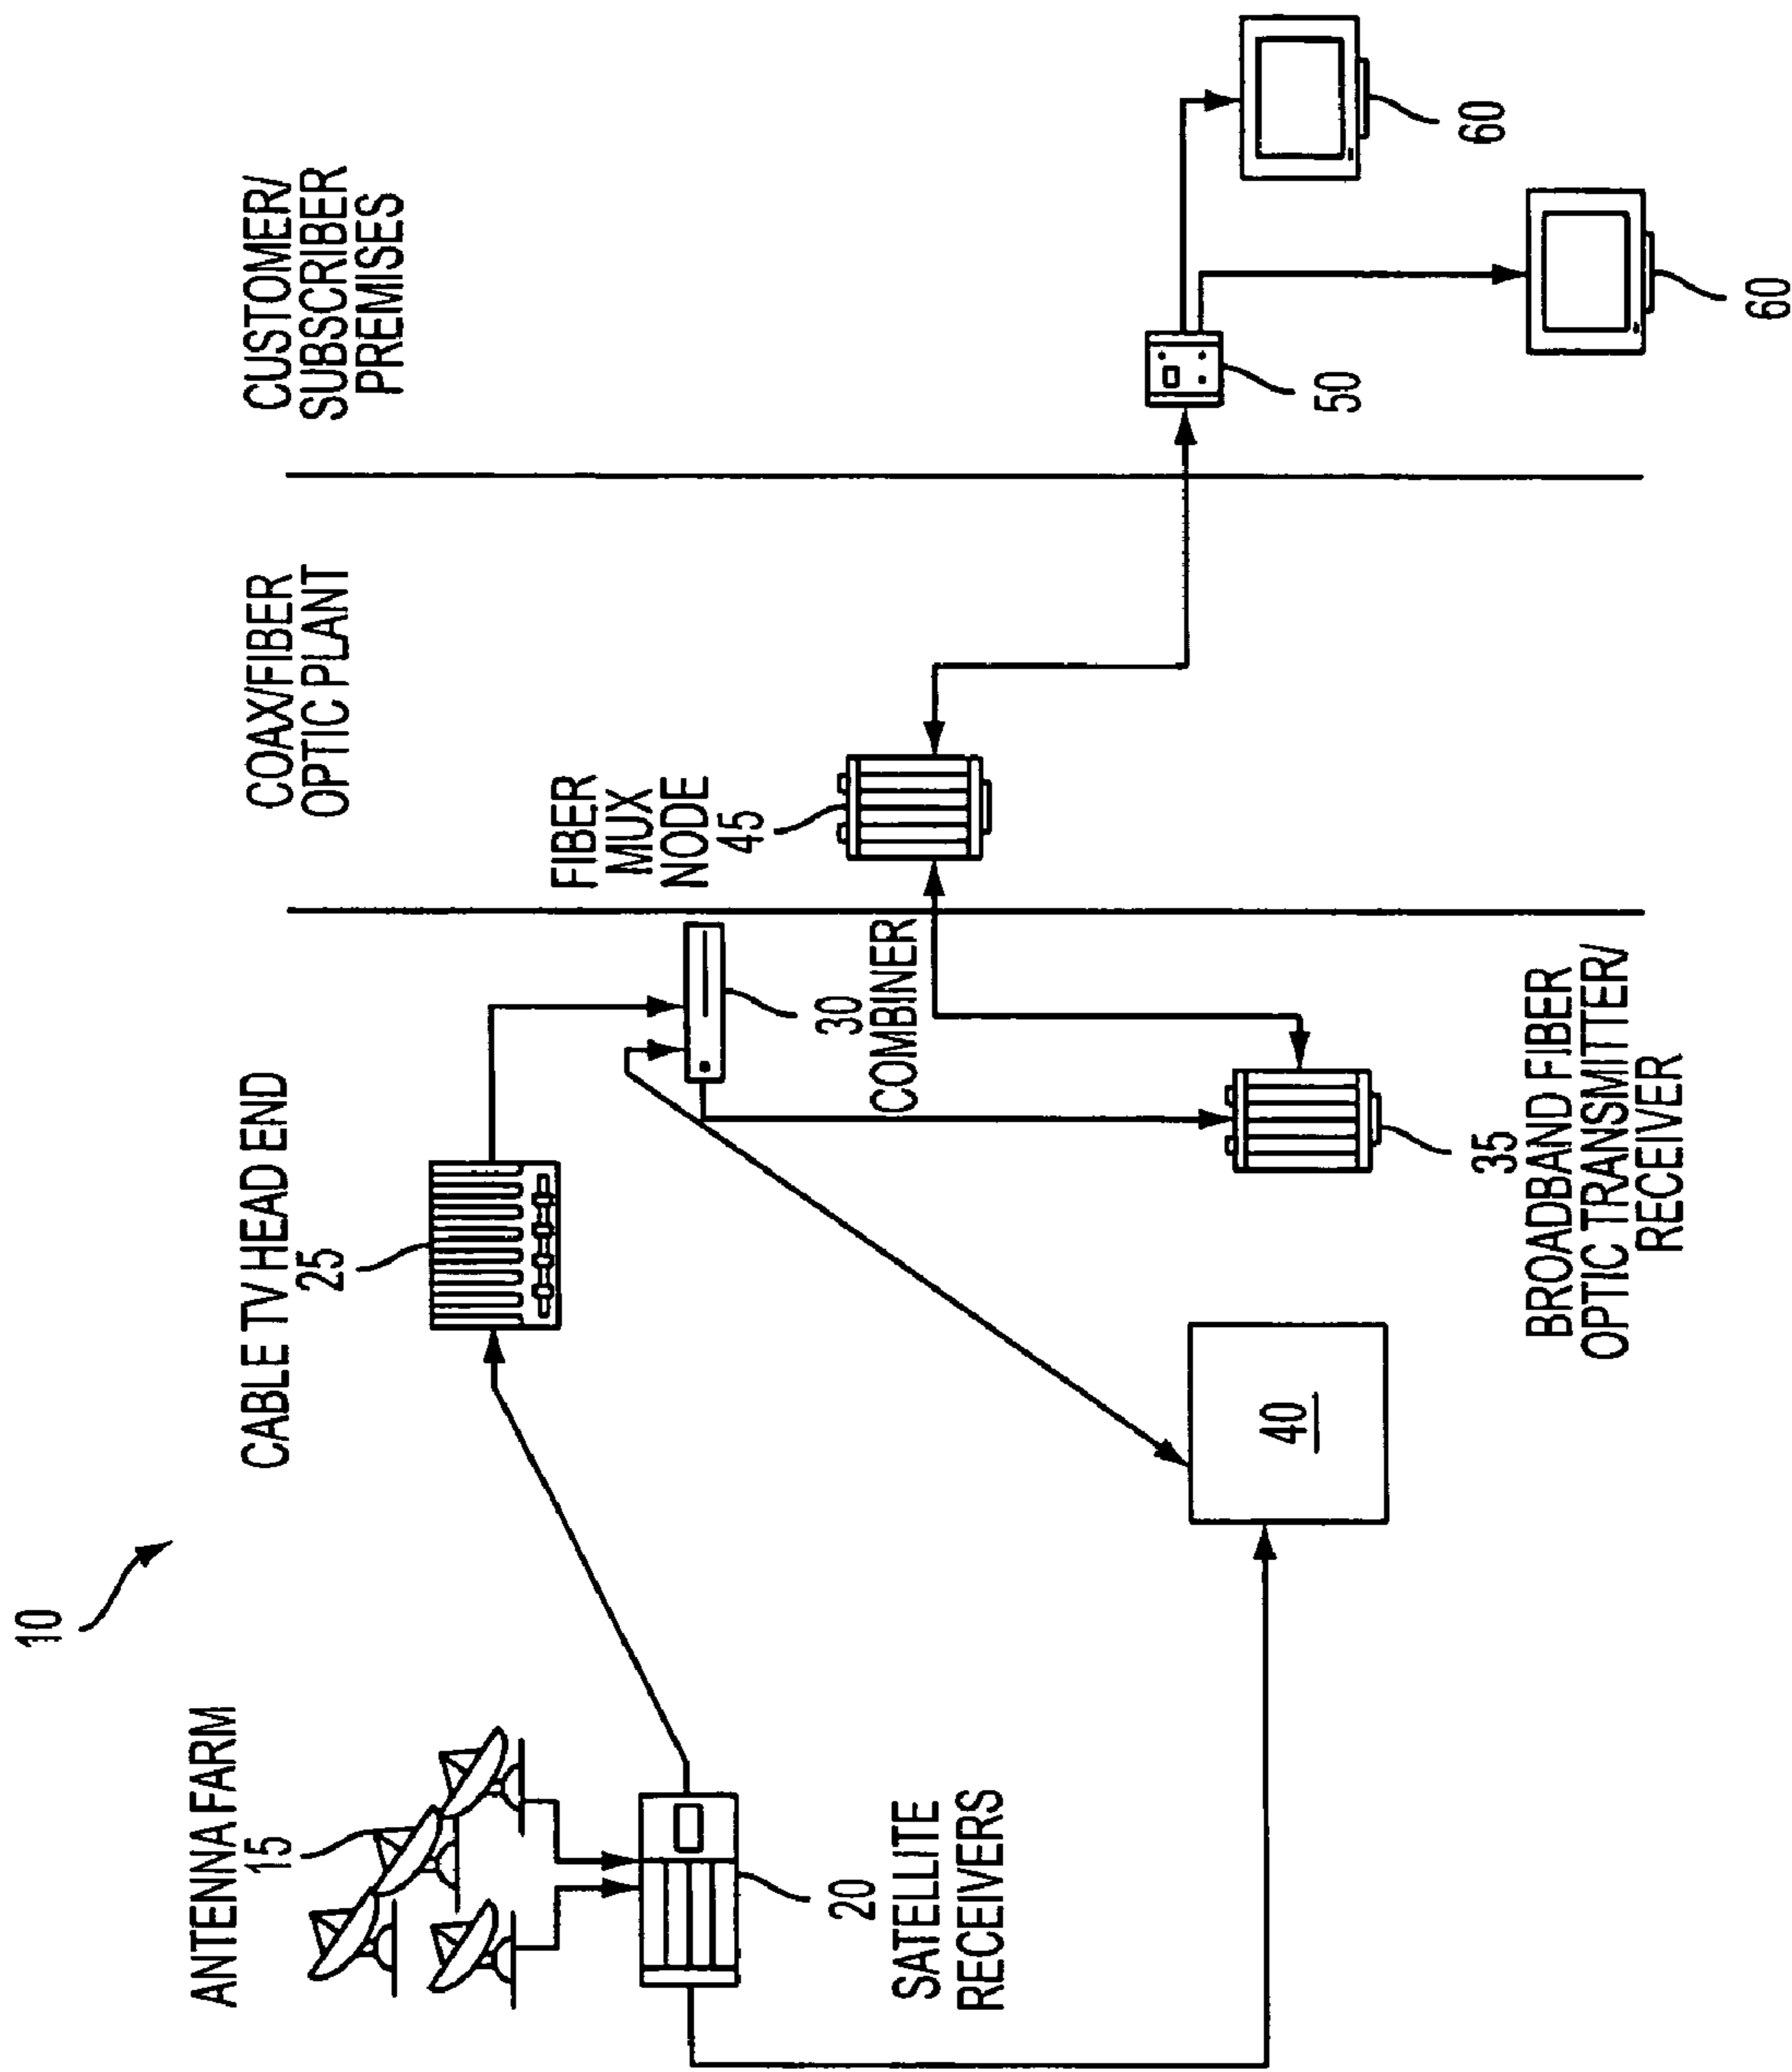 10
ANTENNA FARM
15
20
SATELLITE
RECEIVERS
CABLE TV HEAD END
25
30
COMBINER
40
35
BROADBAND FIBER
OPTIC TRANSMITTER/
RECEIVER
COAX/FIBER
OPTIC PLANT
FIBER
MUX
NODE
45
CUSTOMER/
SUBSCRIBER
PREMISES
50
60
60